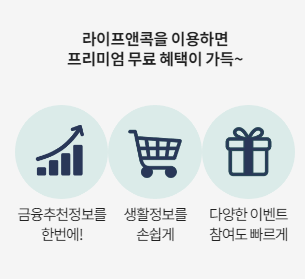 라이프앤콕을 이용하면
프리미엄 무료 혜택이 가득~
금융추천정보를
한번에!
생활정보를
손쉽게
다양한 이벤트
참여도 빠르게